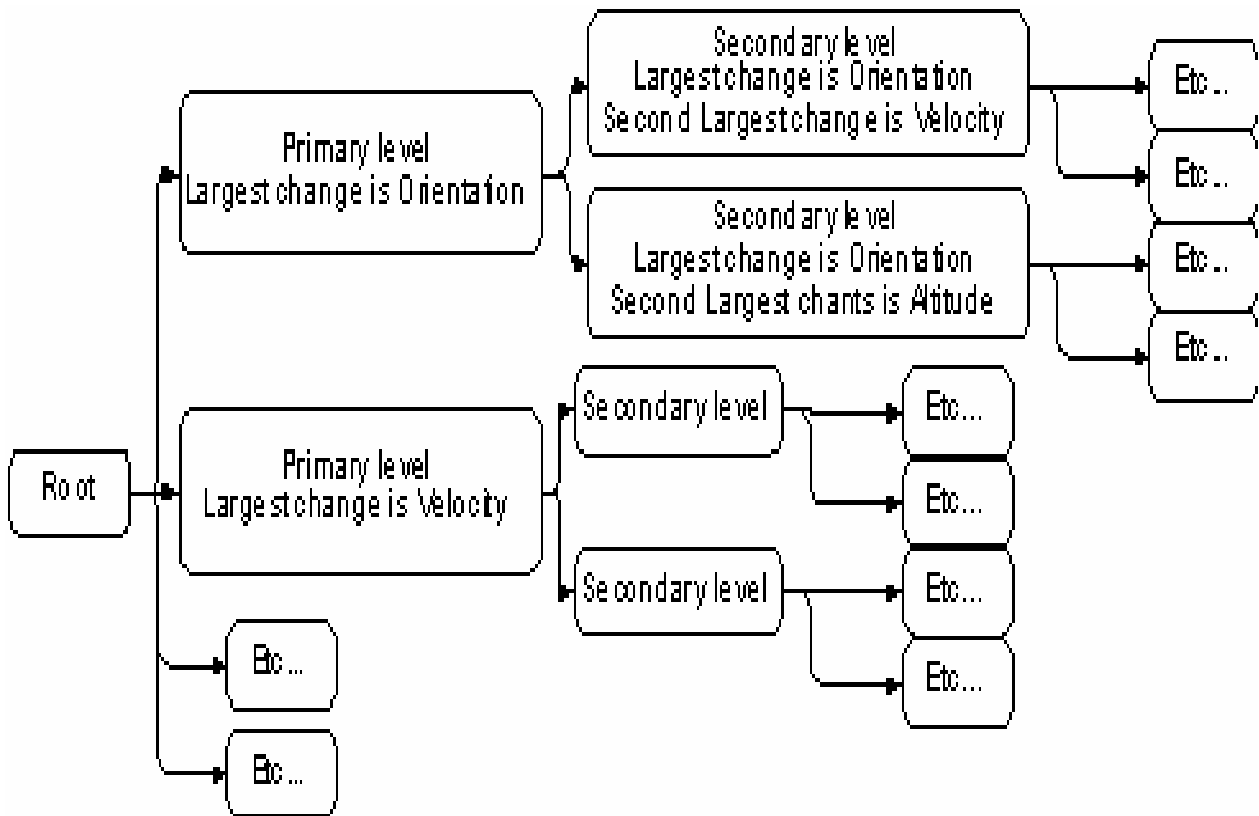 Secondary level
Largest change is Orientation
Second Largest change is Velocity
Etc...
Etc...
Primary level
Largest change is Orientation
Secondary level
Largest change is Orientation
Second Largest chants is Altitude
Etc...
Etc...
Root
Primary level
Largest change is Velocity
Secondary level
Etc...
Etc...
Secondary level
Etc...
Etc...
Etc...
Etc...